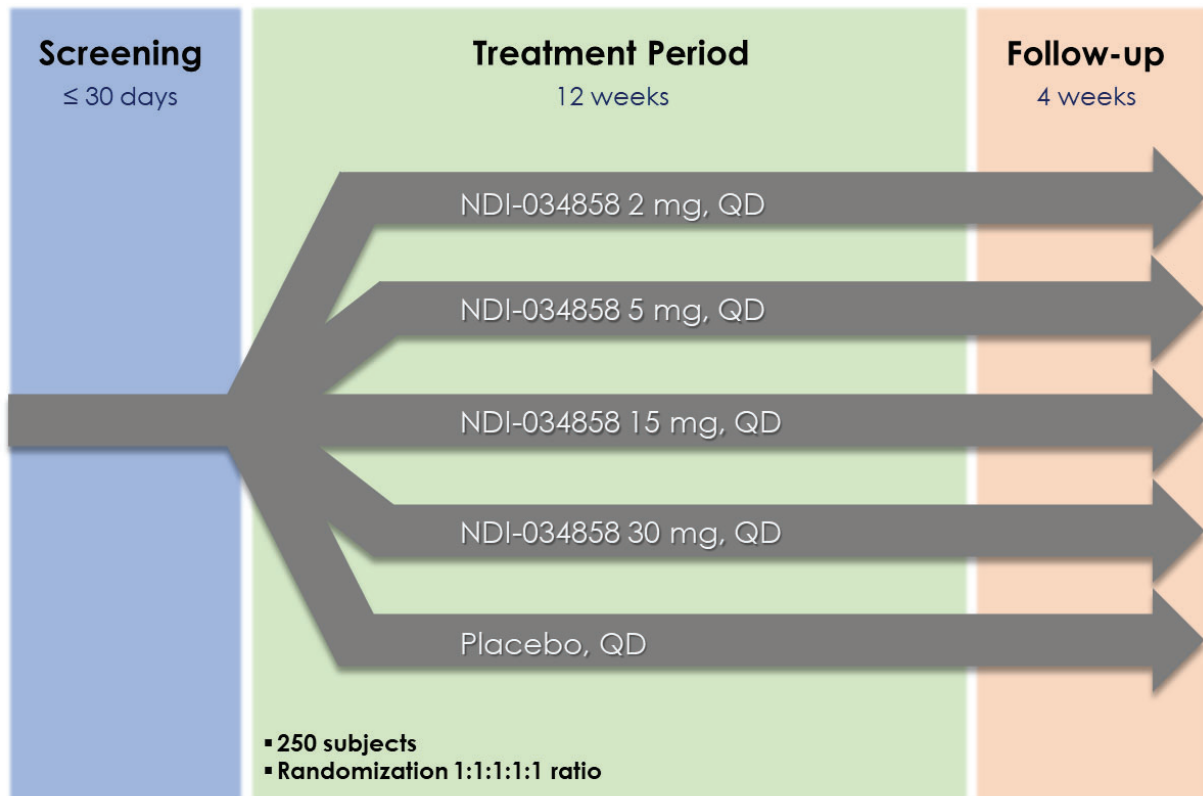 Screening
≤ 30 days
Treatment Period
12 weeks
Follow-up
4 weeks
NDI-034858 2 mg, QD
NDI-034858 5 mg, QD
NDI-034858 15 mg, QD
NDI-034858 30 mg, QD
Placebo, QD
▪ 250 subjects
▪ Randomization 1:1:1:1:1 ratio